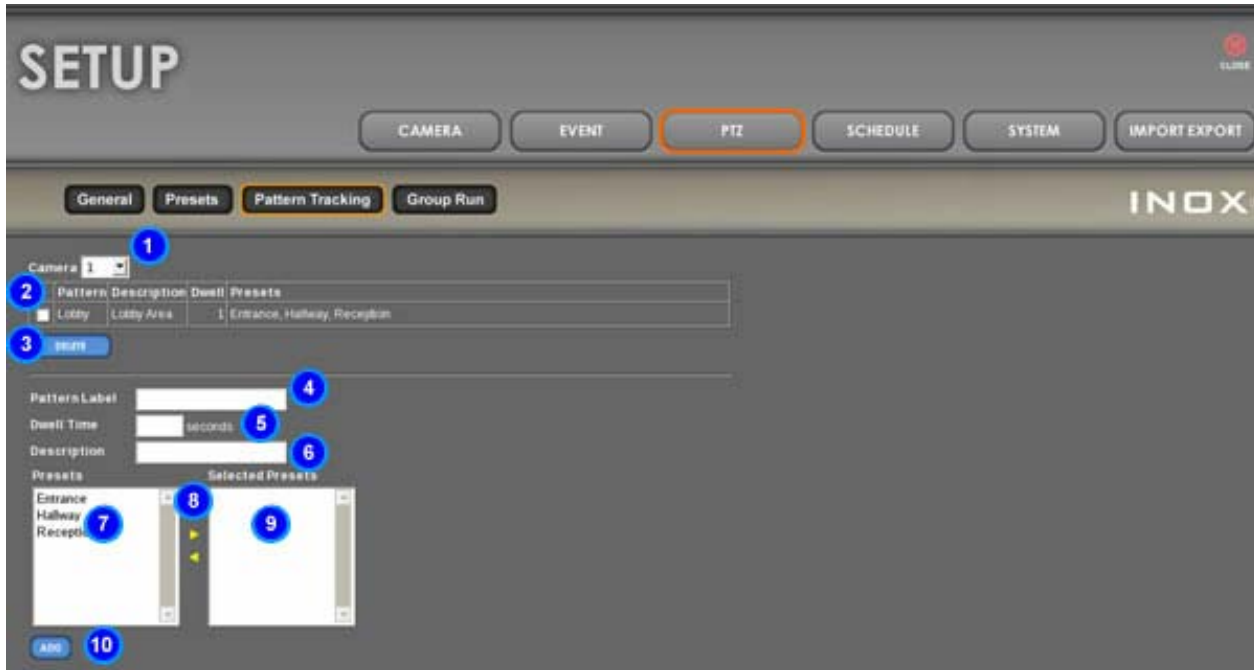 SETUP
CLOSE
CAMERA EVENT PTZ SCHEDULE SYSTEM IMPORT EXPORT
General Presets Pattern Tracking Group Run
INOX
1
Camera 1
2
Pattern Description Dwell Presets
Lobby Lobby Area 1 Entrance, Hallway, Reception
3 DELETE
Pattern Label 4
Dwell Time seconds 5
Description 6
Presets Selected Presets
Entrance
Hallway
Reception
7 8 9
ADD 10